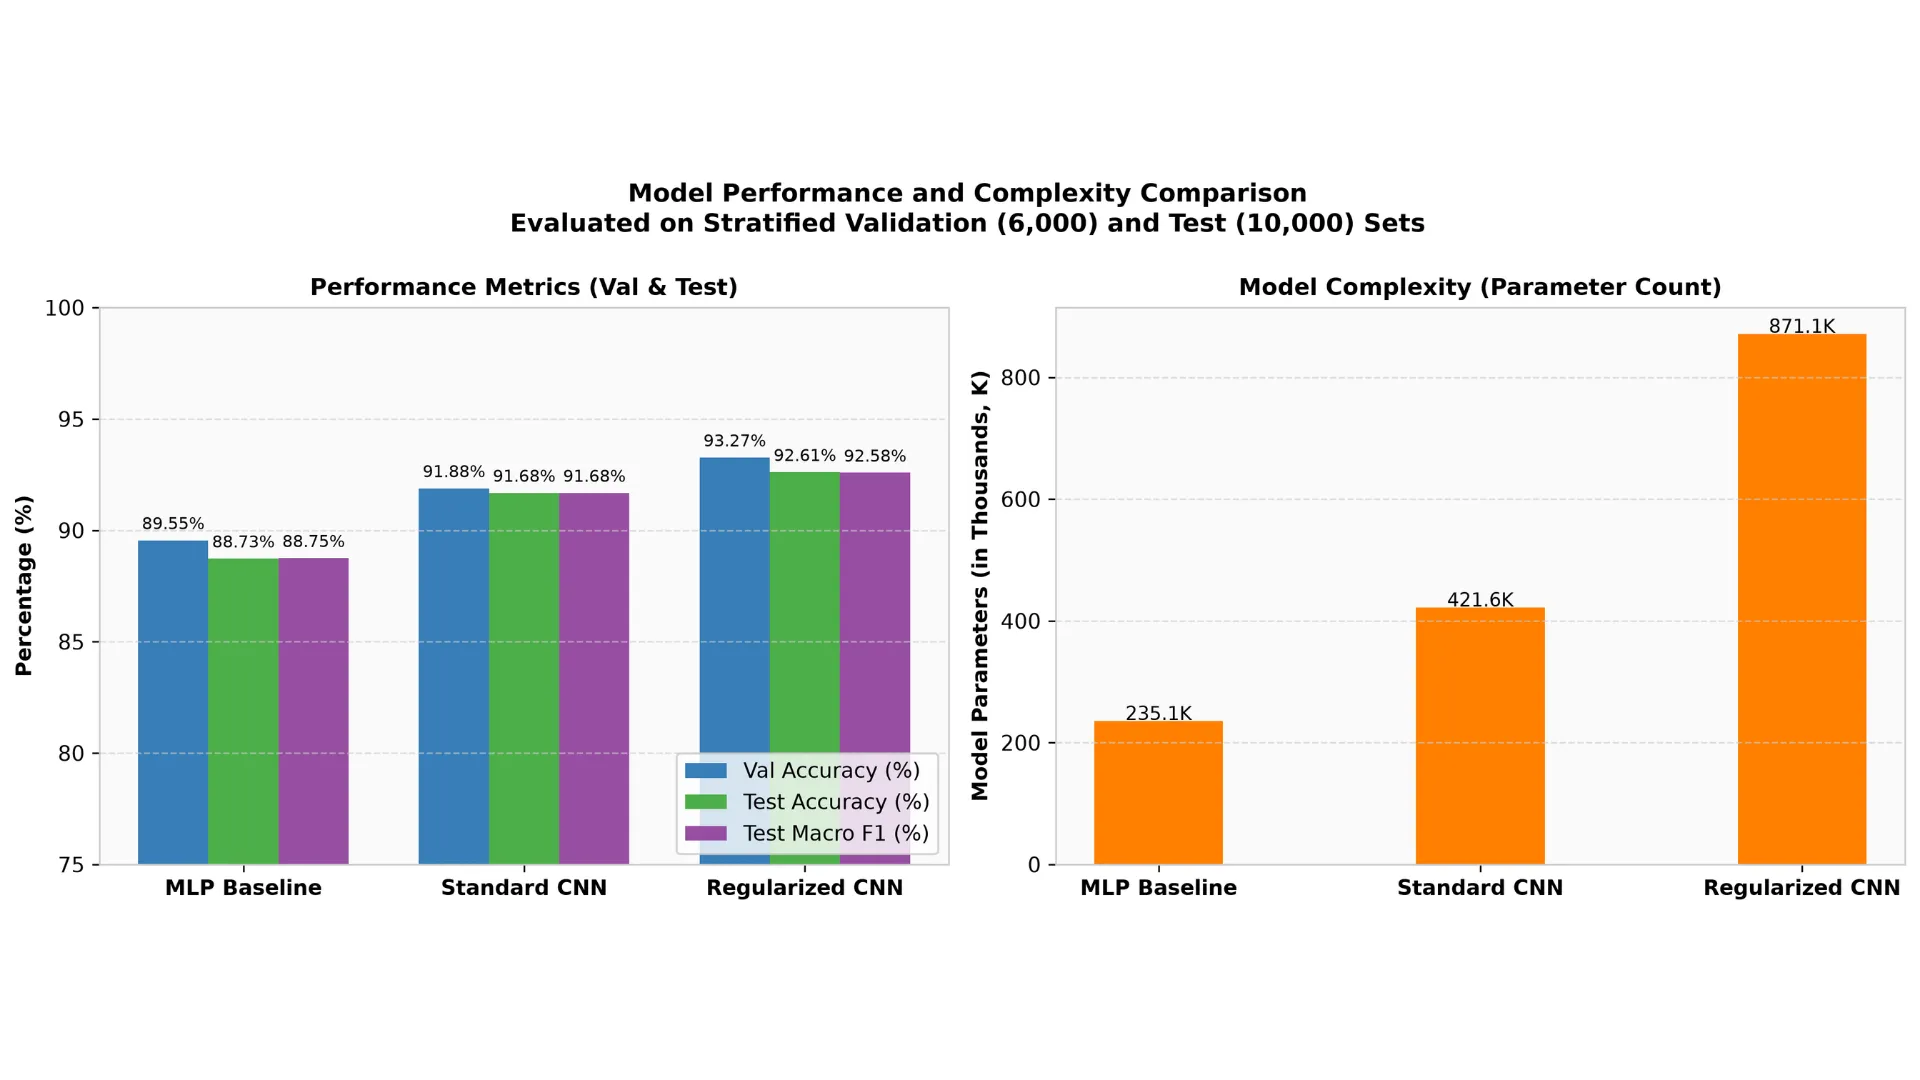 Model Performance and Complexity Comparison
Evaluated on Stratified Validation (6,000) and Test (10,000) Sets
Performance Metrics (Val & Test)
Percentage (%)
100
95
90
85
80
75
89.55%
88.73%
88.75%
91.88%
91.68%
91.68%
93.27%
92.61%
92.58%
Val Accuracy (%)
Test Accuracy (%)
Test Macro F1 (%)
MLP Baseline
Standard CNN
Regularized CNN
Model Complexity (Parameter Count)
Model Parameters (in Thousands, K)
800
600
400
200
0
235.1K
421.6K
871.1K
MLP Baseline
Standard CNN
Regularized CNN